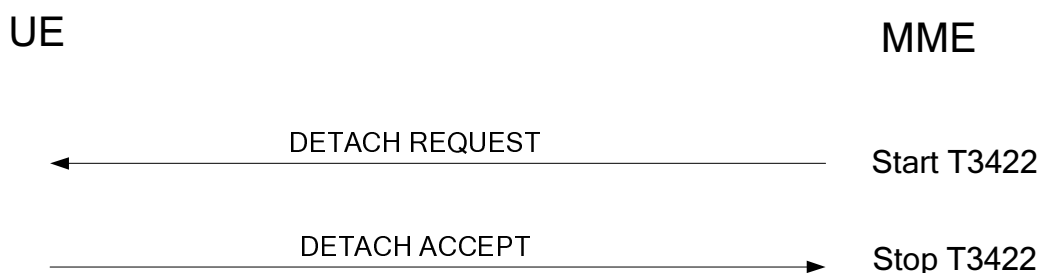 UE
MME
DETACH REQUEST
Start T3422
DETACH ACCEPT
Stop T3422